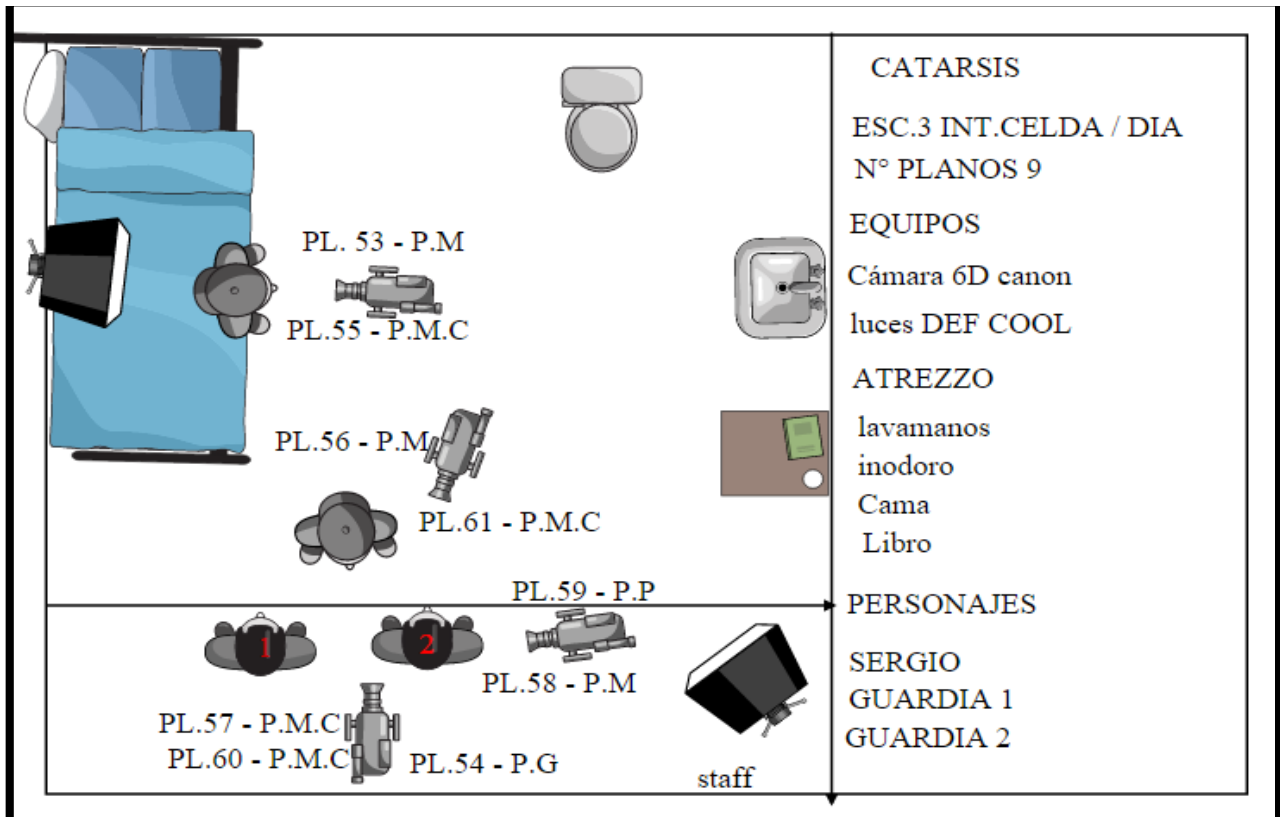 PL. 53 - P.M
PL.55 - P.M.C
PL.56 - P.M
PL.61 - P.M.C
PL.59 - P.P
1
2
PL.58 - P.M
PL.57 - P.M.C
PL.60 - P.M.C
PL.54 - P.G
staff
CATARSIS
ESC.3 INT.CELDA / DIA
N° PLANOS 9
EQUIPOS
Cámara 6D canon
luces DEF COOL
ATREZZO
lavamanos
inodoro
Cama
Libro
PERSONAJES
SERGIO
GUARDIA 1
GUARDIA 2